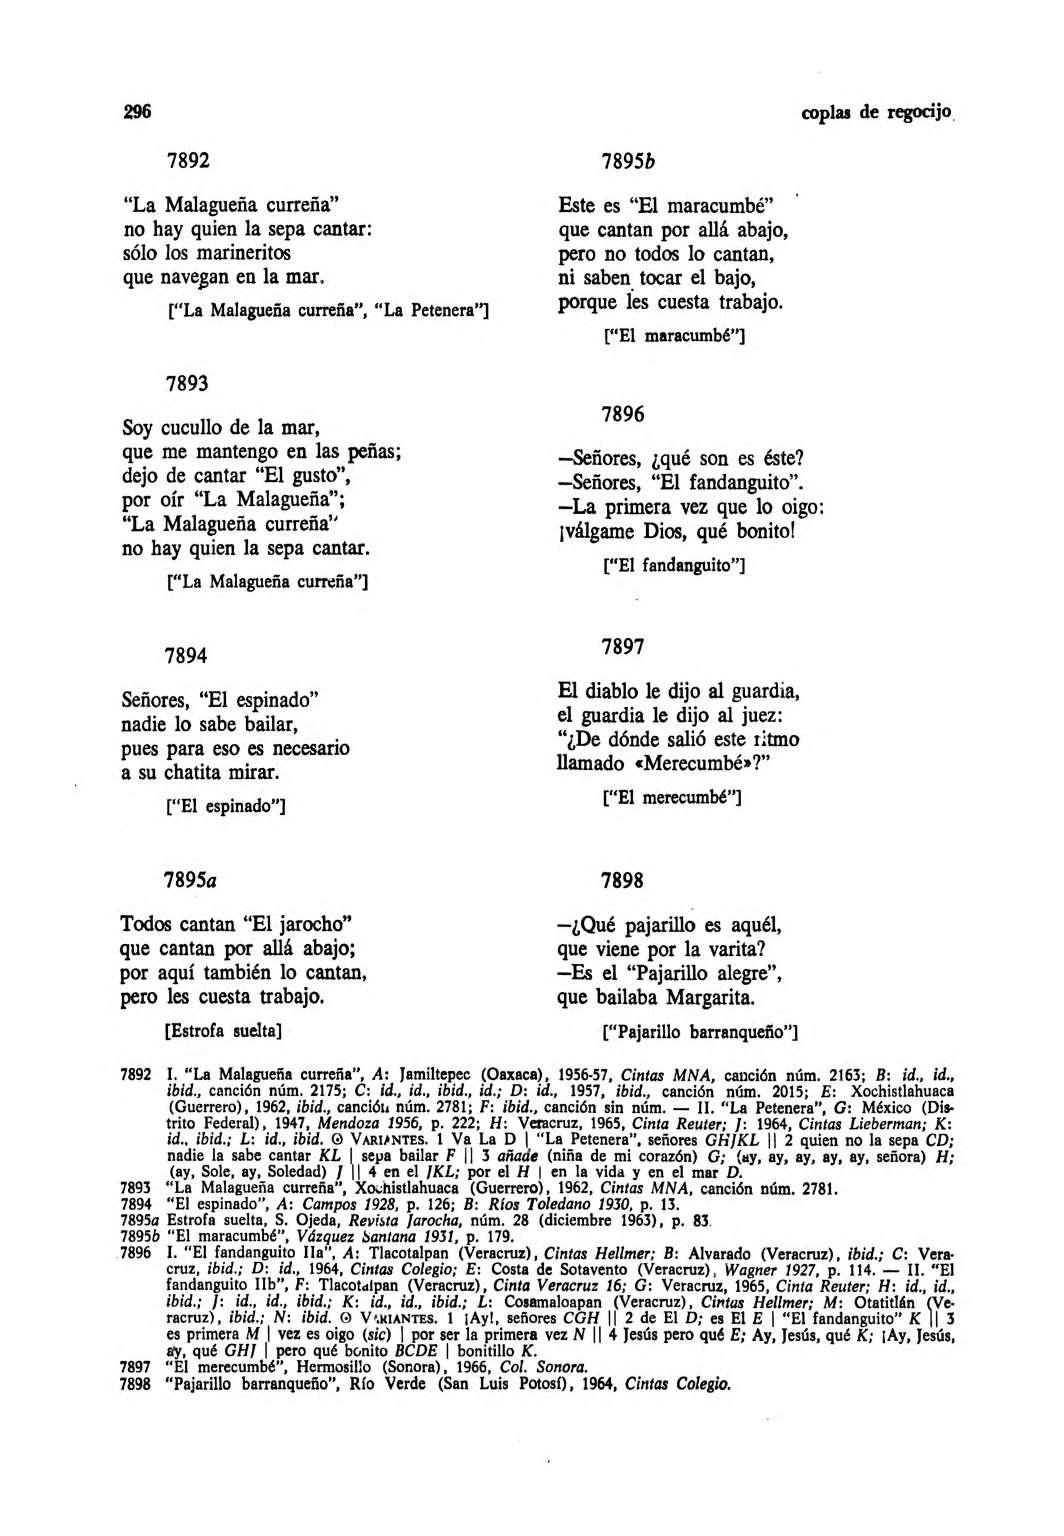 296
coplas de regocijo
7892
“La Malagueña curreña”
no hay quien la sepa cantar:
sólo los marineritos
que navegan en la mar.
[“La Malagueña curreña”, “La Petenera”]
7893
Soy cucullo de la mar,
que me mantengo en las peñas;
dejo de cantar “El gusto”,
por oír “La Malagueña”;
“La Malagueña curreña”
no hay quien la sepa cantar.
[“La Malagueña curreña”]
7894
Señores, “El espinado”
nadie lo sabe bailar,
pues para eso es necesario
a su chatita mirar.
[“El espinado”]
7895a
Todos cantan “El jarocho”
que cantan por allá abajo;
por aquí también lo cantan,
pero les cuesta trabajo.
[Estrofa suelta]
7895b
Este es “El maracumbé”
que cantan por allá abajo,
pero no todos lo cantan,
ni saben tocar el bajo,
porque les cuesta trabajo.
[“El maracumbé”]
7896
—Señores, ¿qué son es éste?
—Señores, “El fandanguito”.
—La primera vez que lo oigo:
¡válgame Dios, qué bonito!
[“El fandanguito”]
7897
El diablo le dijo al guardia,
el guardia le dijo al juez:
“¿De dónde salió este ritmo
llamado «Merecumbé»?”
[“El merecumbé”]
7898
—¿Qué pajarillo es aquél,
que viene por la varita?
—Es el “Pajarillo alegre”,
que bailaba Margarita.
[“Pajarillo barranqueño”]
7892 I. “La Malagueña curreña”, A: Jamiltepec (Oaxaca), 1956-57, Cintas MNA, canción núm. 2163; B: id., id.,
ibid., canción núm. 2175; C: id., id., ibid., id.; D: id., 1957, ibid., canción núm. 2015; E: Xochistlahuaca
(Guerrero), 1962, ibid., canción núm. 2781; F: ibid., canción sin núm. — II. “La Petenera”, G: México (Dis-
trito Federal), 1947, Mendoza 1956, p. 222; H: Veracruz, 1965, Cinta Reuter; J: 1964, Cintas Lieberman; K:
id., ibid.; L: id., ibid. ⊙ VARIANTES. 1 Va La D | “La Petenera”, señores GHJKL || 2 quien no la sepa CD;
nadie la sabe cantar KL | sepa bailar F || 3 añade (niña de mi corazón) G; (ay, ay, ay, ay, ay, señora) H;
(ay, Sole, ay, Soledad) J || 4 en el JKL; por el H | en la vida y en el mar D.
7893 “La Malagueña curreña”, Xochistlahuaca (Guerrero), 1962, Cintas MNA, canción núm. 2781.
7894 “El espinado”, A: Campos 1928, p. 126; B: Ríos Toledano 1930, p. 13.
7895a Estrofa suelta, S. Ojeda, Revista Jarocha, núm. 28 (diciembre 1963), p. 83.
7895b “El maracumbé”, Vázquez Santana 1931, p. 179.
7896 I. “El fandanguito IIa”, A: Tlacotalpan (Veracruz), Cintas Hellmer; B: Alvarado (Veracruz), ibid.; C: Vera-
cruz, ibid.; D: id., 1964, Cintas Colegio; E: Costa de Sotavento (Veracruz), Wagner 1927, p. 114. — II. “El
fandanguito IIb”, F: Tlacotalpan (Veracruz), Cinta Veracruz 16; G: Veracruz, 1965, Cinta Reuter; H: id., id.,
ibid.; J: id., id., ibid.; K: id., id., ibid.; L: Cosamaloapan (Veracruz), Cintas Hellmer; M: Otatitlán (Ve-
racruz), ibid.; N: ibid. ⊙ VARIANTES. 1 ¡Ay!, señores CGH || 2 de El D; es El E | “El fandanguito” K || 3
es primera M | vez es oigo (sic) | por ser la primera vez N || 4 Jesús pero qué E; Ay, Jesús, qué K; ¡Ay, Jesús,
ay, qué GHJ | pero qué bonito BCDE | bonitillo K.
7897 “El merecumbé”, Hermosillo (Sonora), 1966, Col. Sonora.
7898 “Pajarillo barranqueño”, Río Verde (San Luis Potosí), 1964, Cintas Colegio.